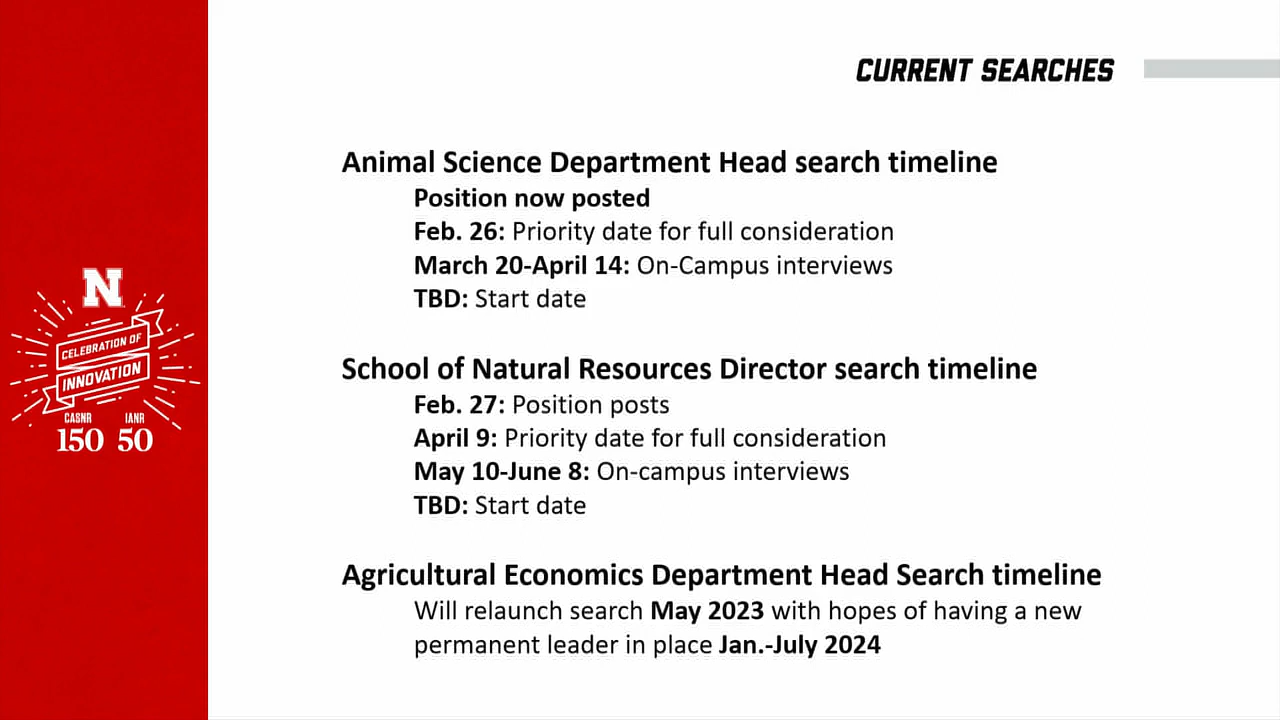 CURRENT SEARCHES
Animal Science Department Head search timeline
Position now posted
Feb. 26: Priority date for full consideration
March 20-April 14: On-Campus interviews
TBD: Start date
School of Natural Resources Director search timeline
Feb. 27: Position posts
April 9: Priority date for full consideration
May 10-June 8: On-campus interviews
TBD: Start date
Agricultural Economics Department Head Search timeline
Will relaunch search May 2023 with hopes of having a new
permanent leader in place Jan.-July 2024
N
CELEBRATION OF
INNOVATION
CASNR IANR
150 50